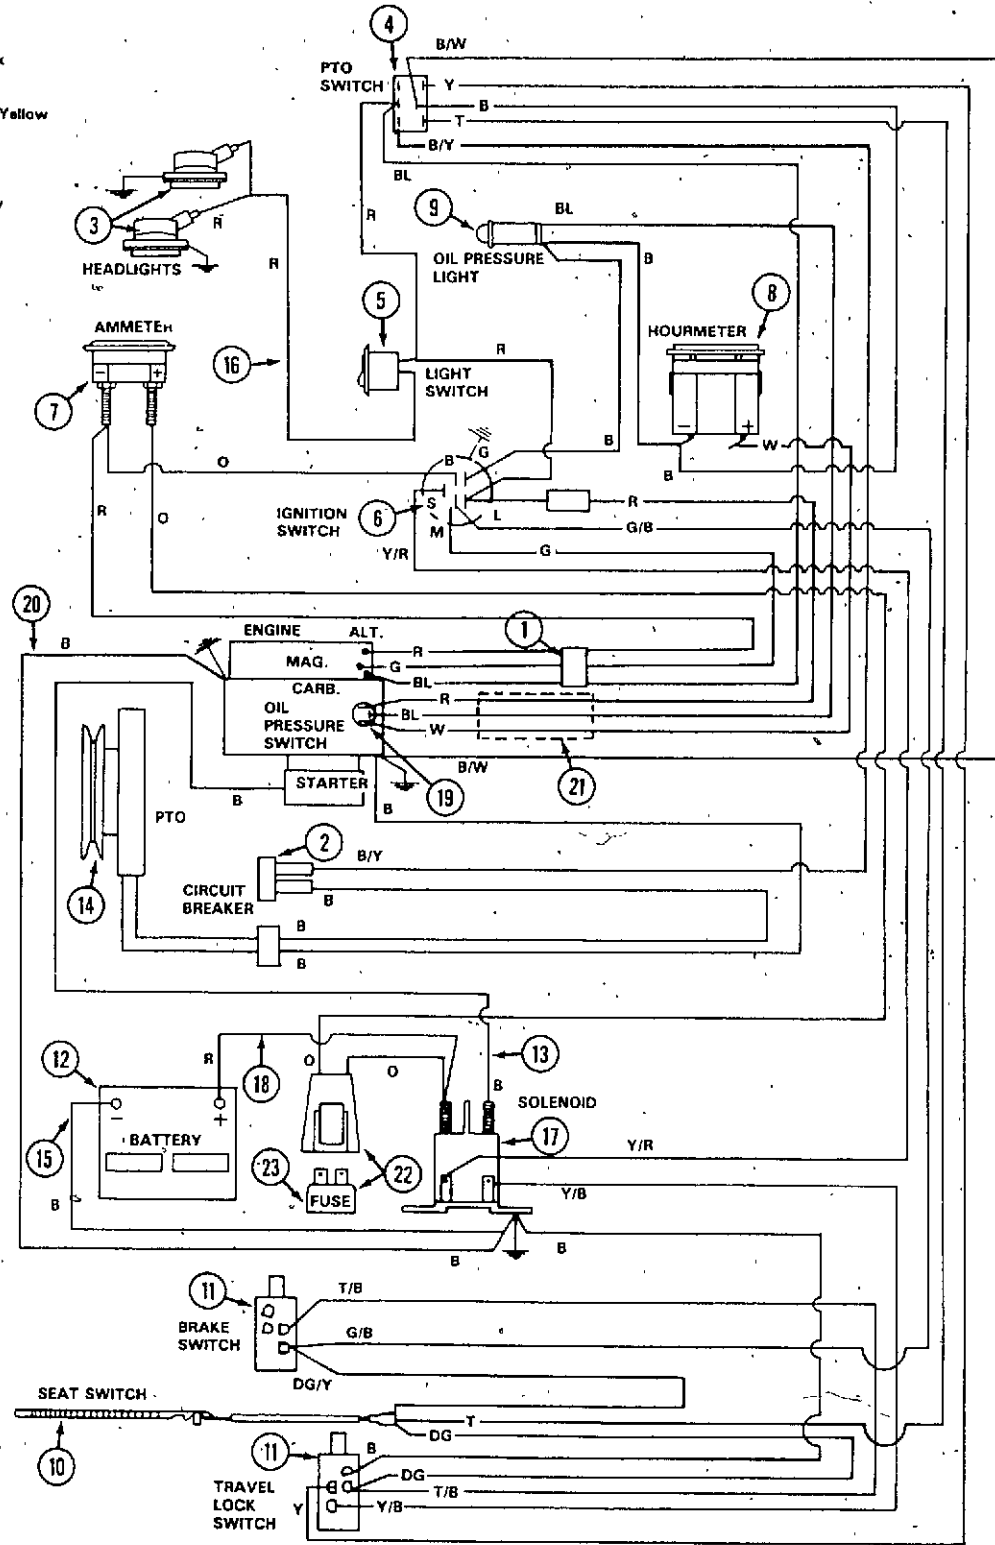 4
B/W
PTO
SWITCH
Y
B
T
B/Y
BL
Yellow
3
R
HEADLIGHTS
R
R
9
BL
OIL PRESSURE
LIGHT
B
8
HOURMETER
- +
W
B
AMMETER
- +
7
16
5
LIGHT
SWITCH
R
B
O
R
O
B
G
S
L
M
IGNITION
SWITCH
6
R
G/B
Y/R
G
20
B
ENGINE
ALT.
MAG.
CARB.
OIL
PRESSURE
SWITCH
STARTER
R
G
BL
1
R
BL
W
B/W
19
21
B
B
PTO
14
2
CIRCUIT
BREAKER
B/Y
B
B
B
12
R
18
O
O
13
B
SOLENOID
17
- +
BATTERY
15
B
23
FUSE
22
Y/R
Y/B
B
B
11
BRAKE
SWITCH
T/B
G/B
DG/Y
SEAT SWITCH
10
T
DG
11
B
TRAVEL
LOCK
SWITCH
Y
DG
T/B
Y/B